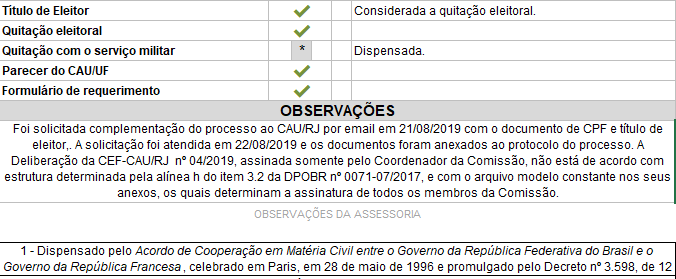 Título de Eleitor ✓ Considerada a quitação eleitoral.
Quitação eleitoral ✓
Quitação com o serviço militar * Dispensada.
Parecer do CAU/UF ✓
Formulário de requerimento ✓
OBSERVAÇÕES
Foi solicitada complementação do processo ao CAU/RJ por email em 21/08/2019 com o documento de CPF e título de
eleitor,. A solicitação foi atendida em 22/08/2019 e os documentos foram anexados ao protocolo do processo. A
Deliberação da CEF-CAU/RJ nº 04/2019, assinada somente pelo Coordenador da Comissão, não está de acordo com
estrutura determinada pela alínea h do item 3.2 da DPOBR nº 0071-07/2017, e com o arquivo modelo constante nos seus
anexos, os quais determinam a assinatura de todos os membros da Comissão.
OBSERVAÇÕES DA ASSESSORIA
1 - Dispensado pelo Acordo de Cooperação em Matéria Civil entre o Governo da República Federativa do Brasil e o
Governo da República Francesa, celebrado em Paris, em 28 de maio de 1996 e promulgado pelo Decreto nº 3.598, de 12